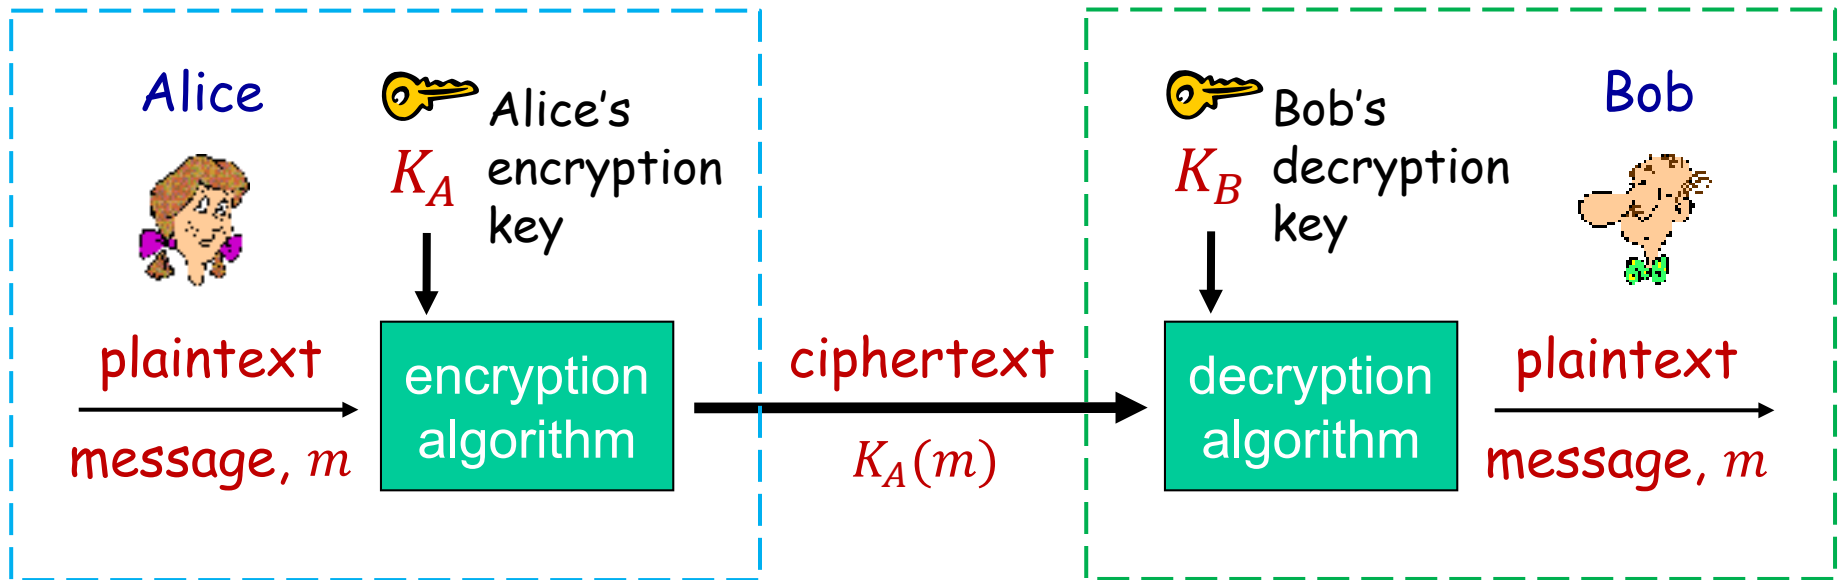 Alice
Alice's
encryption
key
K_A
plaintext
message, m
encryption
algorithm
ciphertext
K_A(m)
Bob's
decryption
key
K_B
Bob
decryption
algorithm
plaintext
message, m